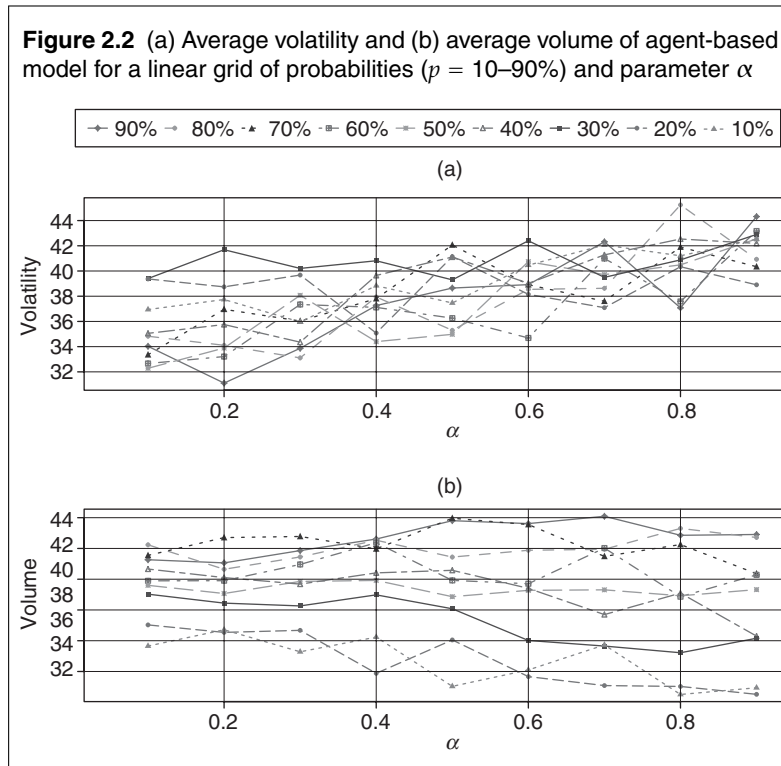 Figure 2.2 (a) Average volatility and (b) average volume of agent-based
model for a linear grid of probabilities (p = 10–90%) and parameter α
90% 80% 70% 60% 50% 40% 30% 20% 10%
(a)
44
42
40
38
36
34
32
Volatility
0.2 0.4 0.6 0.8
α
(b)
44
42
40
38
36
34
32
Volume
0.2 0.4 0.6 0.8
α